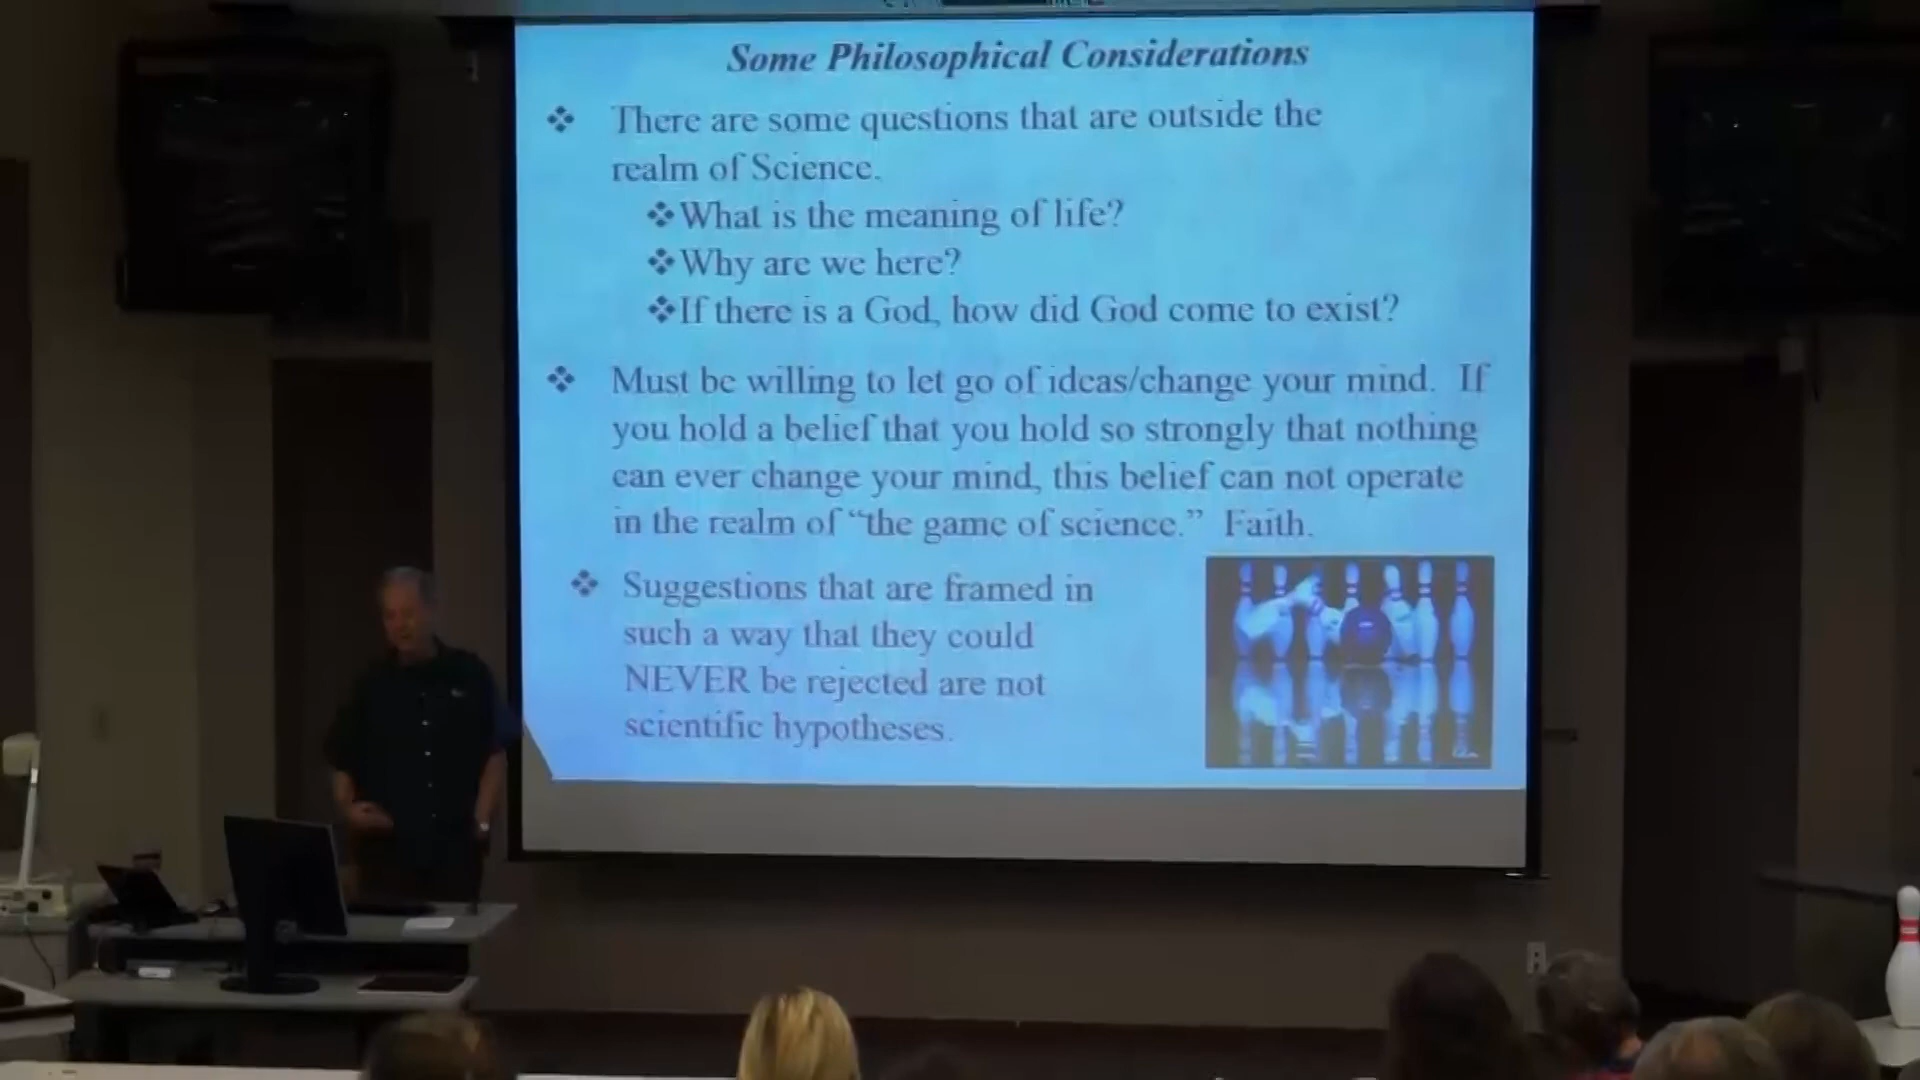 Some Philosophical Considerations
❖ There are some questions that are outside the
realm of Science.
❖What is the meaning of life?
❖Why are we here?
❖If there is a God, how did God come to exist?
❖ Must be willing to let go of ideas/change your mind. If
you hold a belief that you hold so strongly that nothing
can ever change your mind, this belief can not operate
in the realm of “the game of science.” Faith.
❖ Suggestions that are framed in
such a way that they could
NEVER be rejected are not
scientific hypotheses.